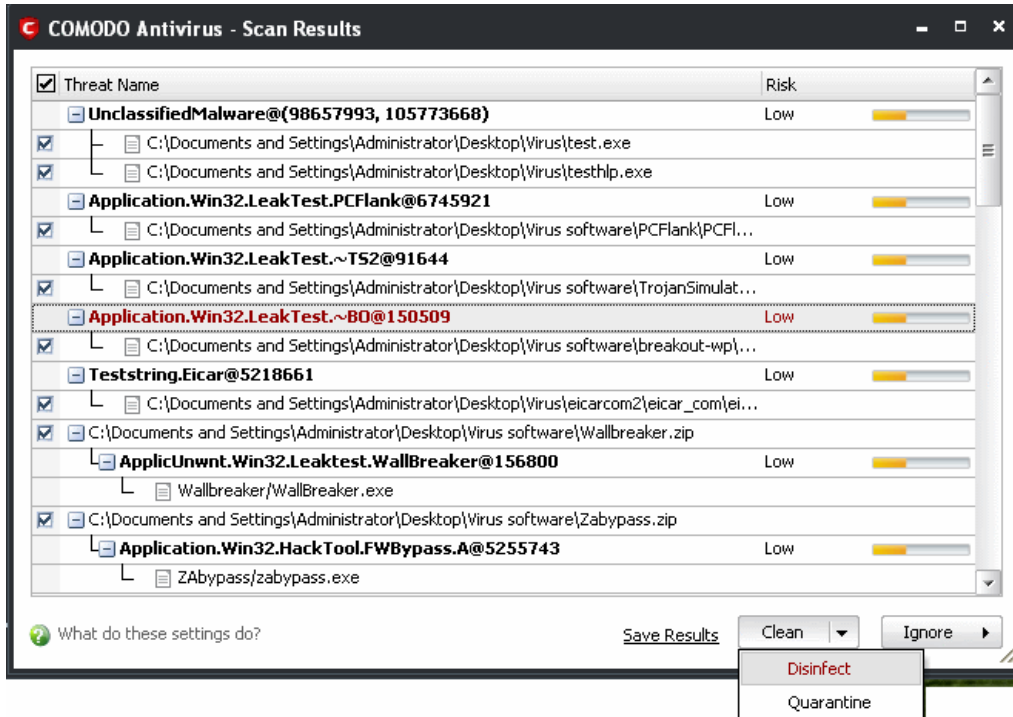 COMODO Antivirus - Scan Results
Threat Name Risk
UnclassifiedMalware@(98657993, 105773668) Low
C:\Documents and Settings\Administrator\Desktop\Virus\test.exe
C:\Documents and Settings\Administrator\Desktop\Virus\testhlp.exe
Application.Win32.LeakTest.PCFlank@6745921 Low
C:\Documents and Settings\Administrator\Desktop\Virus software\PCFlank\PCFl...
Application.Win32.LeakTest.~TS2@91644 Low
C:\Documents and Settings\Administrator\Desktop\Virus software\TrojanSimulat...
Application.Win32.LeakTest.~BO@150509 Low
C:\Documents and Settings\Administrator\Desktop\Virus software\breakout-wp\...
Teststring.Eicar@5218661 Low
C:\Documents and Settings\Administrator\Desktop\Virus\eicarcom2\eicar_com\ei...
C:\Documents and Settings\Administrator\Desktop\Virus software\Wallbreaker.zip
ApplicUnwnt.Win32.Leaktest.WallBreaker@156800 Low
Wallbreaker/WallBreaker.exe
C:\Documents and Settings\Administrator\Desktop\Virus software\Zabypass.zip
Application.Win32.HackTool.FWBypass.A@5255743 Low
ZAbypass/zabypass.exe
What do these settings do? Save Results Clean Ignore
Disinfect
Quarantine